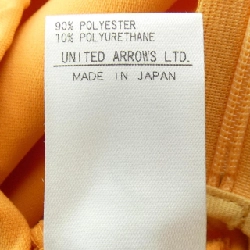 90% POLYESTER
10% POLYURETHANE
UNITED ARROWS LTD.
MADE IN JAPAN